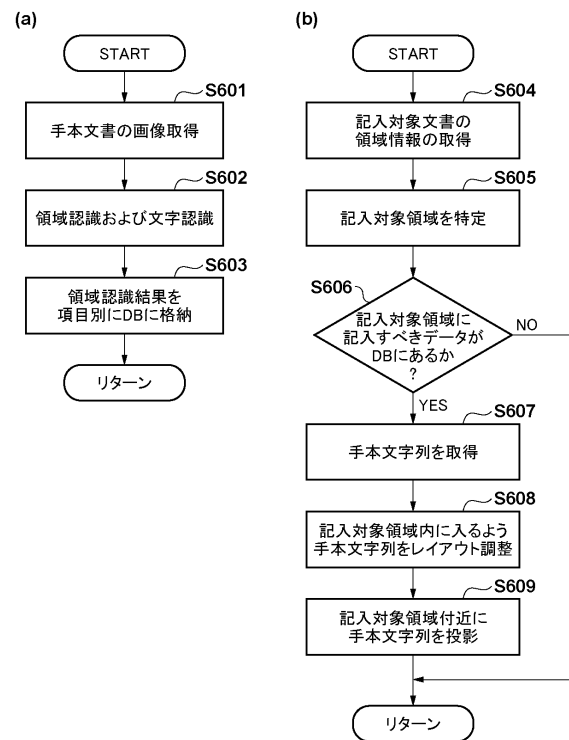 (a)
START
S601
手本文書の画像取得
S602
領域認識および文字認識
S603
領域認識結果を
項目別にDBに格納
リターン
(b)
START
S604
記入対象文書の
領域情報の取得
S605
記入対象領域を特定
S606
記入対象領域に
記入すべきデータが
DBにあるか
?
NO
YES
S607
手本文字列を取得
S608
記入対象領域内に入るよう
手本文字列をレイアウト調整
S609
記入対象領域付近に
手本文字列を投影
リターン